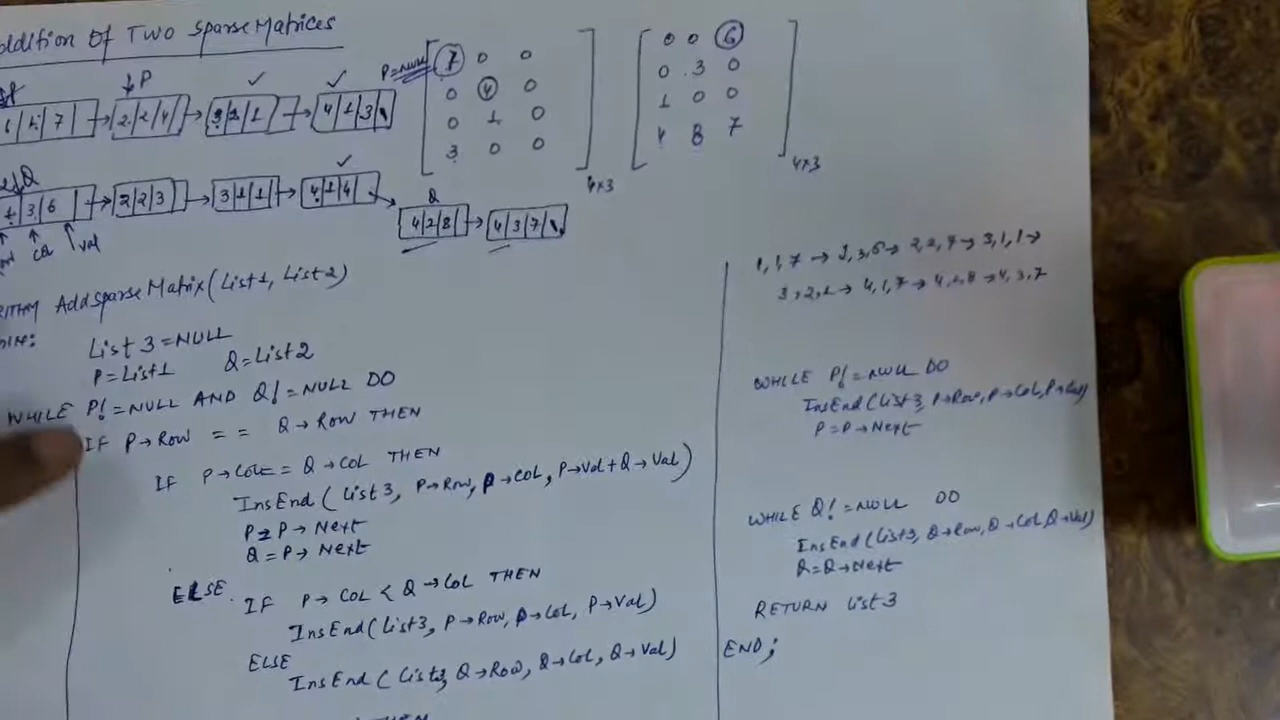 ddition Of Two Sparse Matrices
P
P=NULL
7 0 0
0 4 0
0 1 0
3 0 0
4x3
0 0 6
0 3 0
1 0 0
4 8 7
4x3
7 → 2 2 4 → 3 2 1 → 4 1 3
Q
1 3 6 → 2 2 3 → 3 1 1 → 4 1 4
Q
4 2 8 → 4 3 7
Col
Val
AddSparseMatrix(List1, List2)
List3=NULL
P=List1 Q=List2
WHILE P!=NULL AND Q!=NULL DO
IF P→Row == Q→Row THEN
IF P→Col== Q→Col THEN
InsEnd(List3, P→Row, P→Col, P→Val+Q→Val)
P=P→Next
Q=P→Next
ELSE
IF P→Col < Q→Col THEN
InsEnd(List3, P→Row, P→Col, P→Val)
ELSE
InsEnd(List3, Q→Row, Q→Col, Q→Val)
THEN
1,1,7 → 1,3,6 → 2,2,7 → 3,1,1 →
3,2,1 → 4,1,7 → 4,2,8 → 4,3,7
WHILE P!=NULL DO
InsEnd(List3, P→Row, P→Col, P→Val)
P=P→Next
WHILE Q!=NULL DO
InsEnd(List3, Q→Row, Q→Col, Q→Val)
Q=Q→Next
RETURN List3
END;